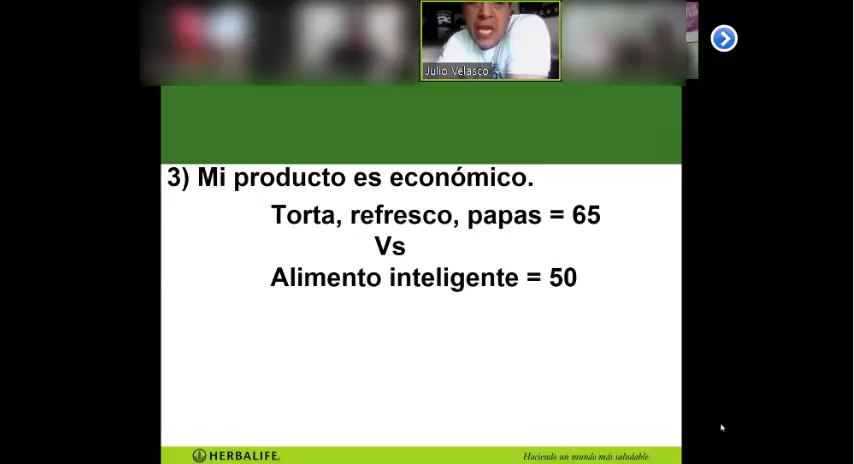 Julio Velasco
3) Mi producto es económico.
Torta, refresco, papas = 65
Vs
Alimento inteligente = 50
HERBALIFE.
Haciendo un mundo más saludable.